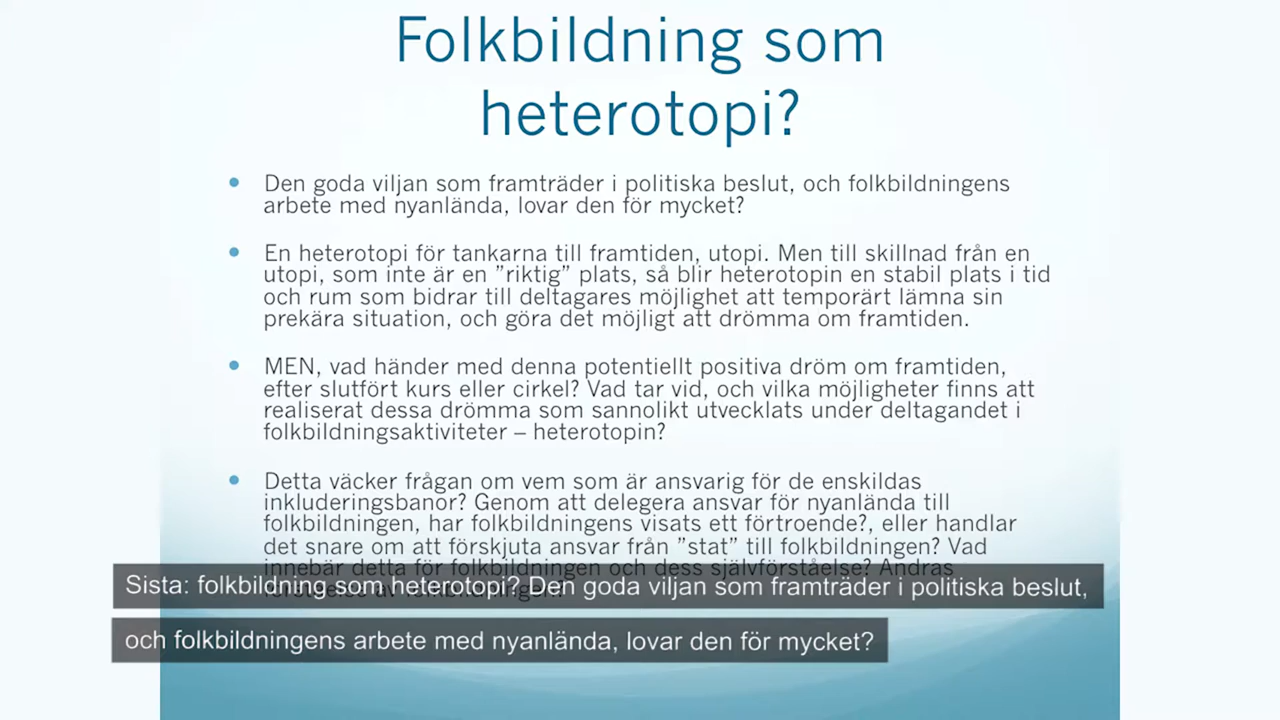 Folkbildning som
heterotopi?
• Den goda viljan som framträder i politiska beslut, och folkbildningens
arbete med nyanlända, lovar den för mycket?
• En heterotopi för tankarna till framtiden, utopi. Men till skillnad från en
utopi, som inte är en ”riktig” plats, så blir heterotopin en stabil plats i tid
och rum som bidrar till deltagares möjlighet att temporärt lämna sin
prekära situation, och göra det möjligt att drömma om framtiden.
• MEN, vad händer med denna potentiellt positiva dröm om framtiden,
efter slutfört kurs eller cirkel? Vad tar vid, och vilka möjligheter finns att
realiserat dessa drömma som sannolikt utvecklats under deltagandet i
folkbildningsaktiviteter – heterotopin?
• Detta väcker frågan om vem som är ansvarig för de enskildas
inkluderingsbanor? Genom att delegera ansvar för nyanlända till
folkbildningen, har folkbildningens visats ett förtroende?, eller handlar
det snare om att förskjuta ansvar från ”stat” till folkbildningen? Vad
innebär detta för folkbildningen och dess självförståelse? Andras
Sista: folkbildning som heterotopi? Den goda viljan som framträder i politiska beslut,
och folkbildningens arbete med nyanlända, lovar den för mycket?